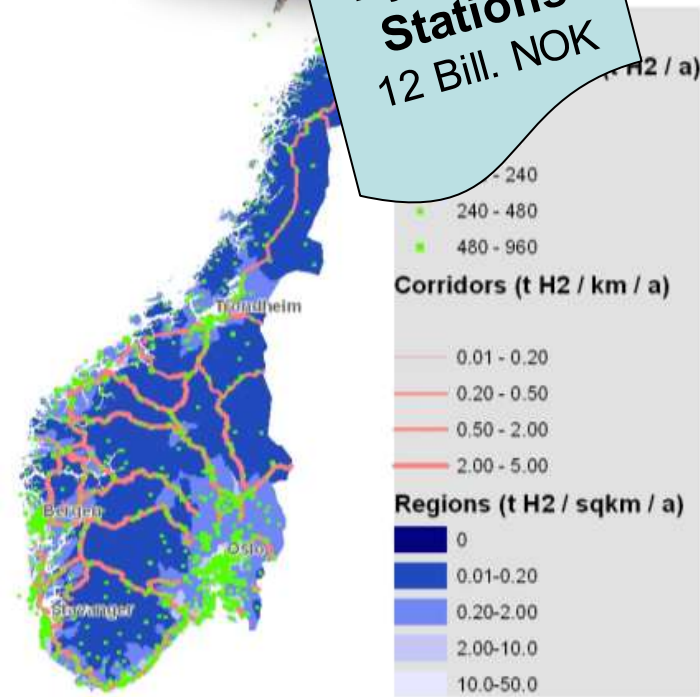 Stations
12 Bill. NOK
H2 / a)
- 240
240 - 480
480 - 960
Corridors (t H2 / km / a)
0.01 - 0.20
0.20 - 0.50
0.50 - 2.00
2.00 - 5.00
Regions (t H2 / sqkm / a)
0
0.01-0.20
0.20-2.00
2.00-10.0
10.0-50.0
Trondheim
Bergen
Oslo
Stavanger